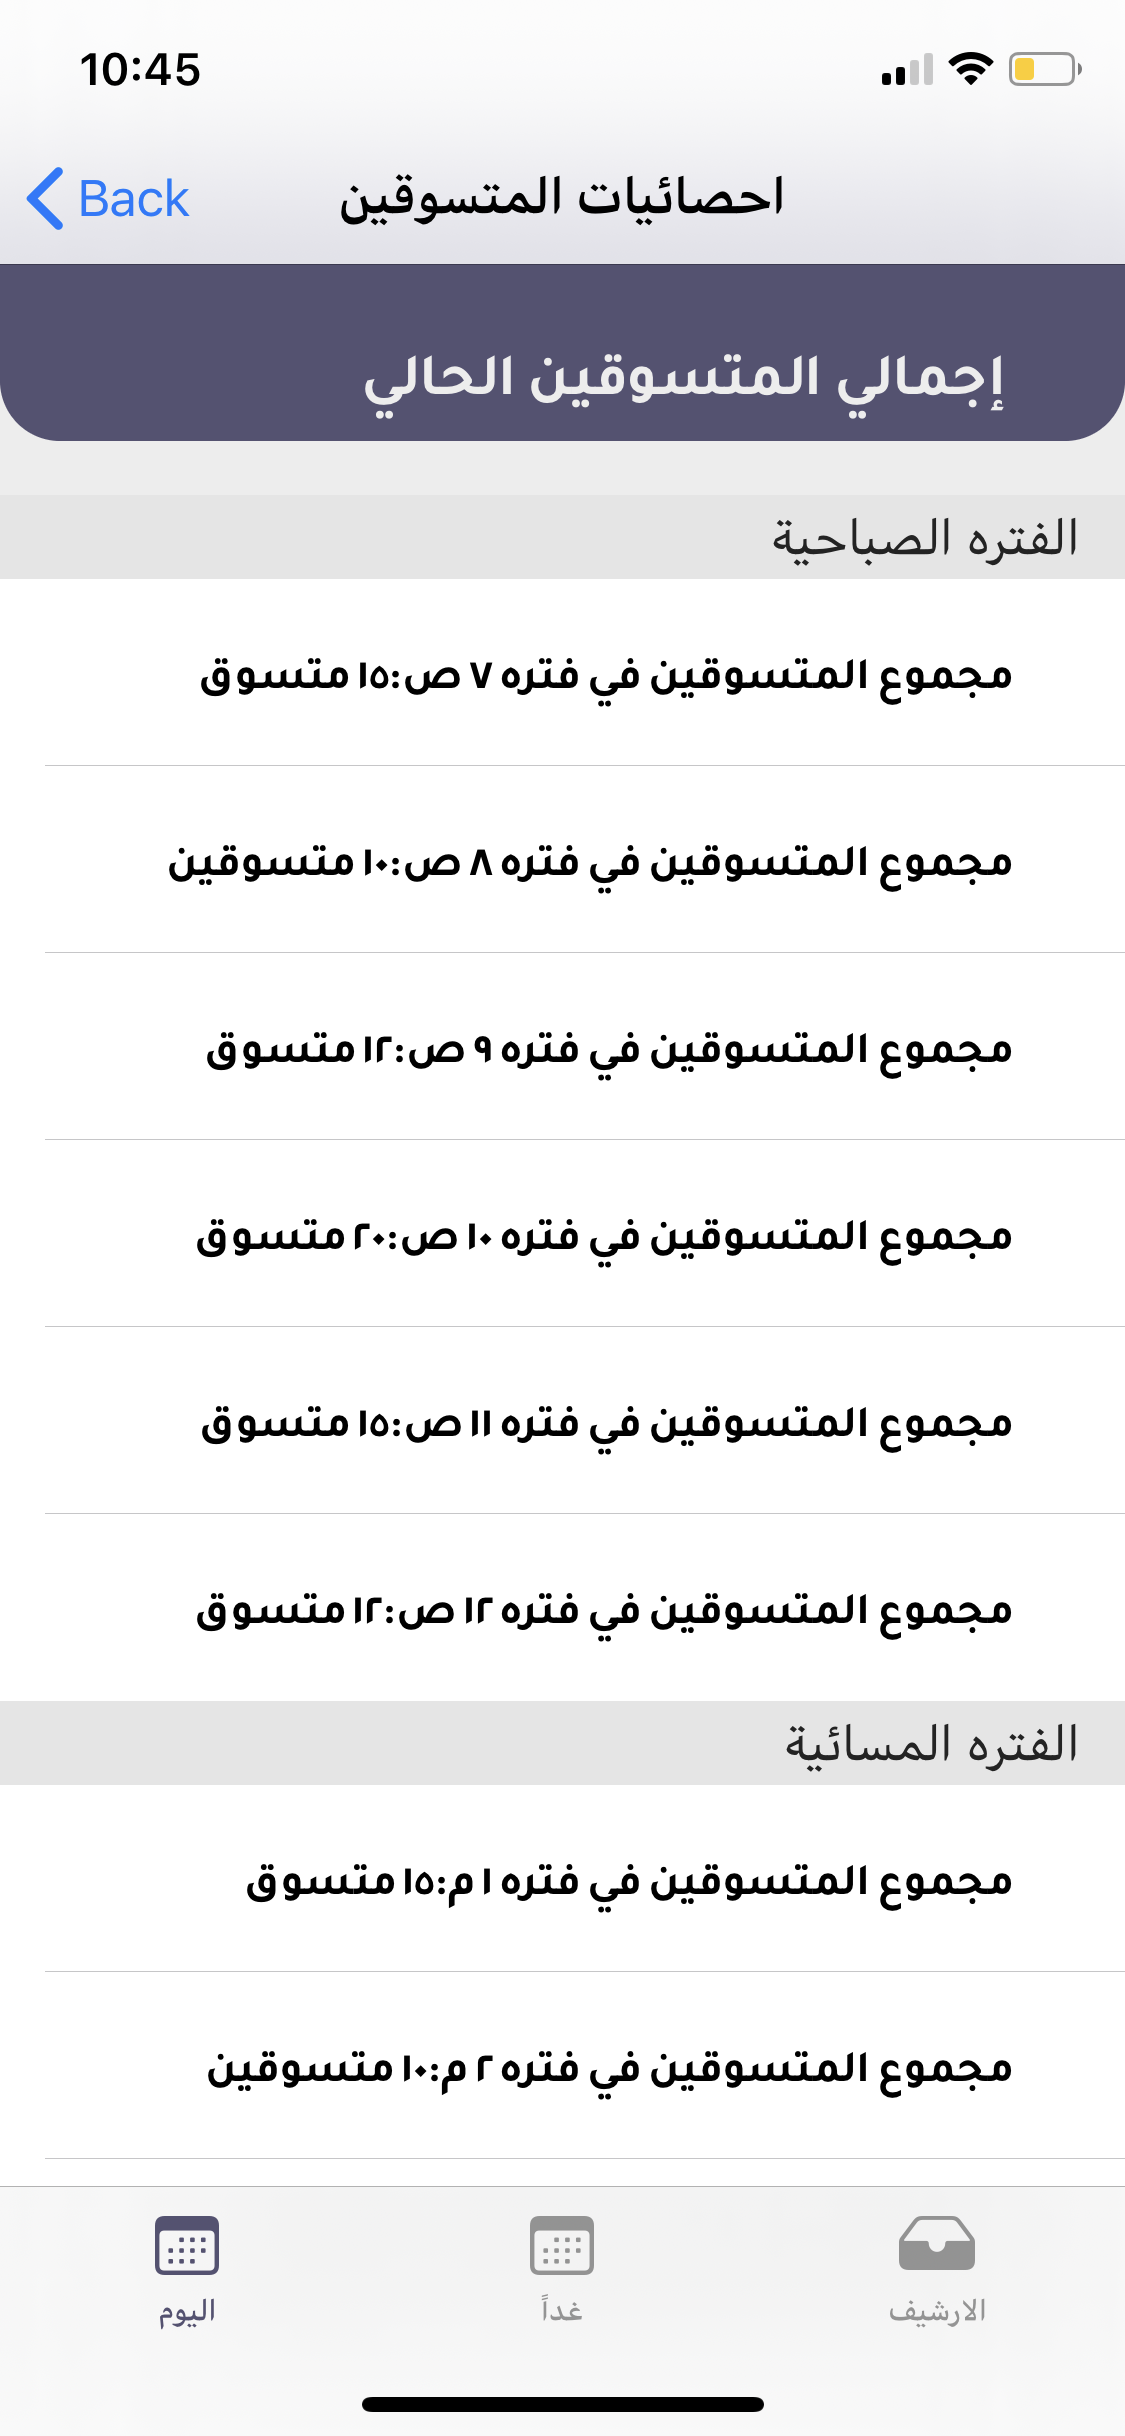 10:45
Back
احصائيات المتسوقين
إجمالي المتسوقين الحالي
الفتره الصباحية
مجموع المتسوقين في فتره ٧ ص:١٥ متسوق
مجموع المتسوقين في فتره ٨ ص:١٠ متسوقين
مجموع المتسوقين في فتره ٩ ص:١٢ متسوق
مجموع المتسوقين في فتره ١٠ ص:٢٠ متسوق
مجموع المتسوقين في فتره ١١ ص:١٥ متسوق
مجموع المتسوقين في فتره ١٢ ص:١٢ متسوق
الفتره المسائية
مجموع المتسوقين في فتره ١ م:١٥ متسوق
مجموع المتسوقين في فتره ٢ م:١٠ متسوقين
اليوم
غداً
الارشيف